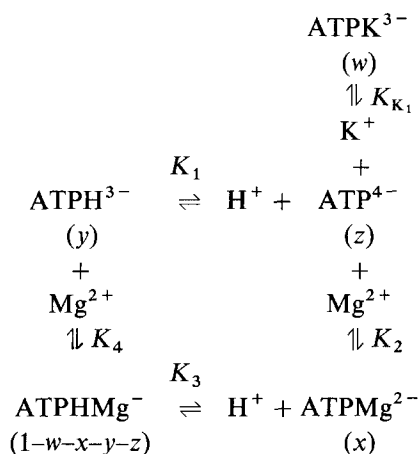 ATPK³⁻
(w)
⥮ K_K₁
K⁺
+
K₁
ATPH³⁻ ⇌ H⁺ + ATP⁴⁻
(y) (z)
+ +
Mg²⁺ Mg²⁺
⥮ K₄ ⥮ K₂
K₃
ATPHMg⁻ ⇌ H⁺ + ATPMg²⁻
(1–w–x–y–z) (x)